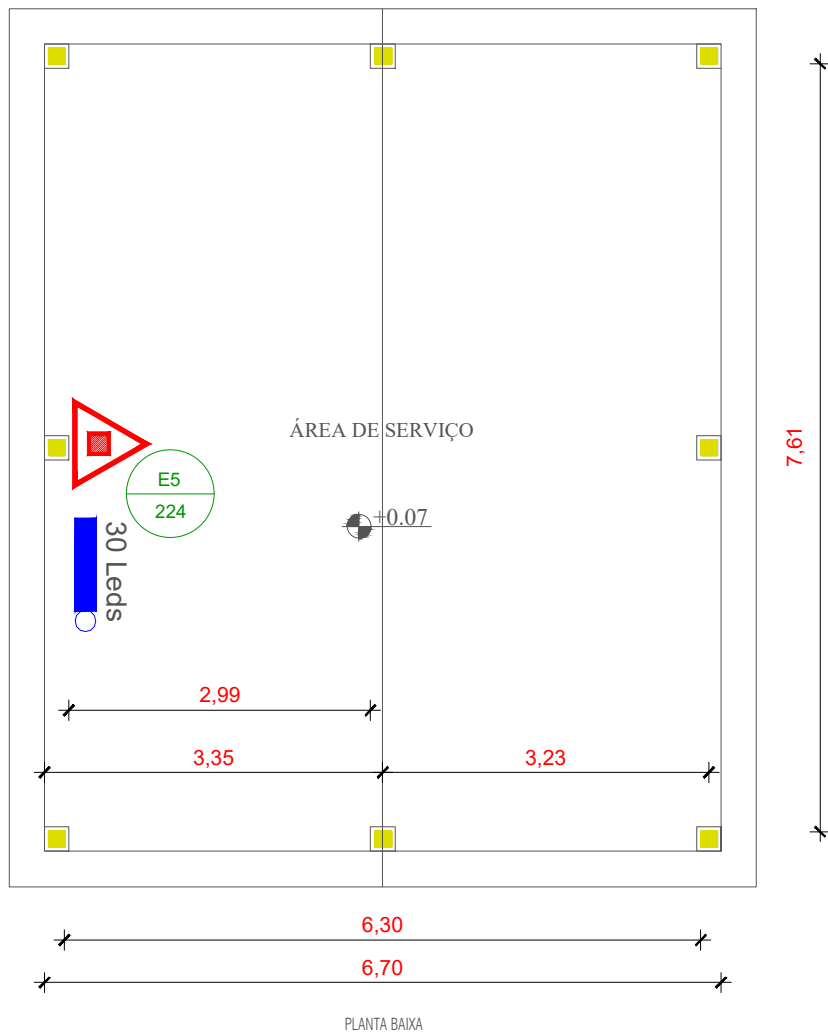 ÁREA DE SERVIÇO
7,61
E5
224
+0.07
30 Leds
2,99
3,35
3,23
6,30
6,70
PLANTA BAIXA